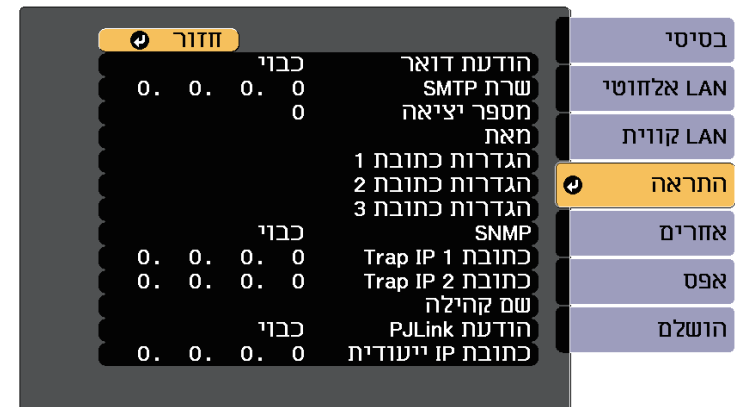 בסיסי
LAN אלחוטי
LAN קווית
התראה
אחרים
אפס
הושלם
חזור
הודעת דואר כבוי
שרת SMTP 0. 0. 0. 0
מספר יציאה 0
מאת
הגדרות כתובת 1
הגדרות כתובת 2
הגדרות כתובת 3
SNMP כבוי
כתובת Trap IP 1 0. 0. 0. 0
כתובת Trap IP 2 0. 0. 0. 0
שם קהילה
הודעת PJLink כבוי
כתובת IP ייעודית 0. 0. 0. 0